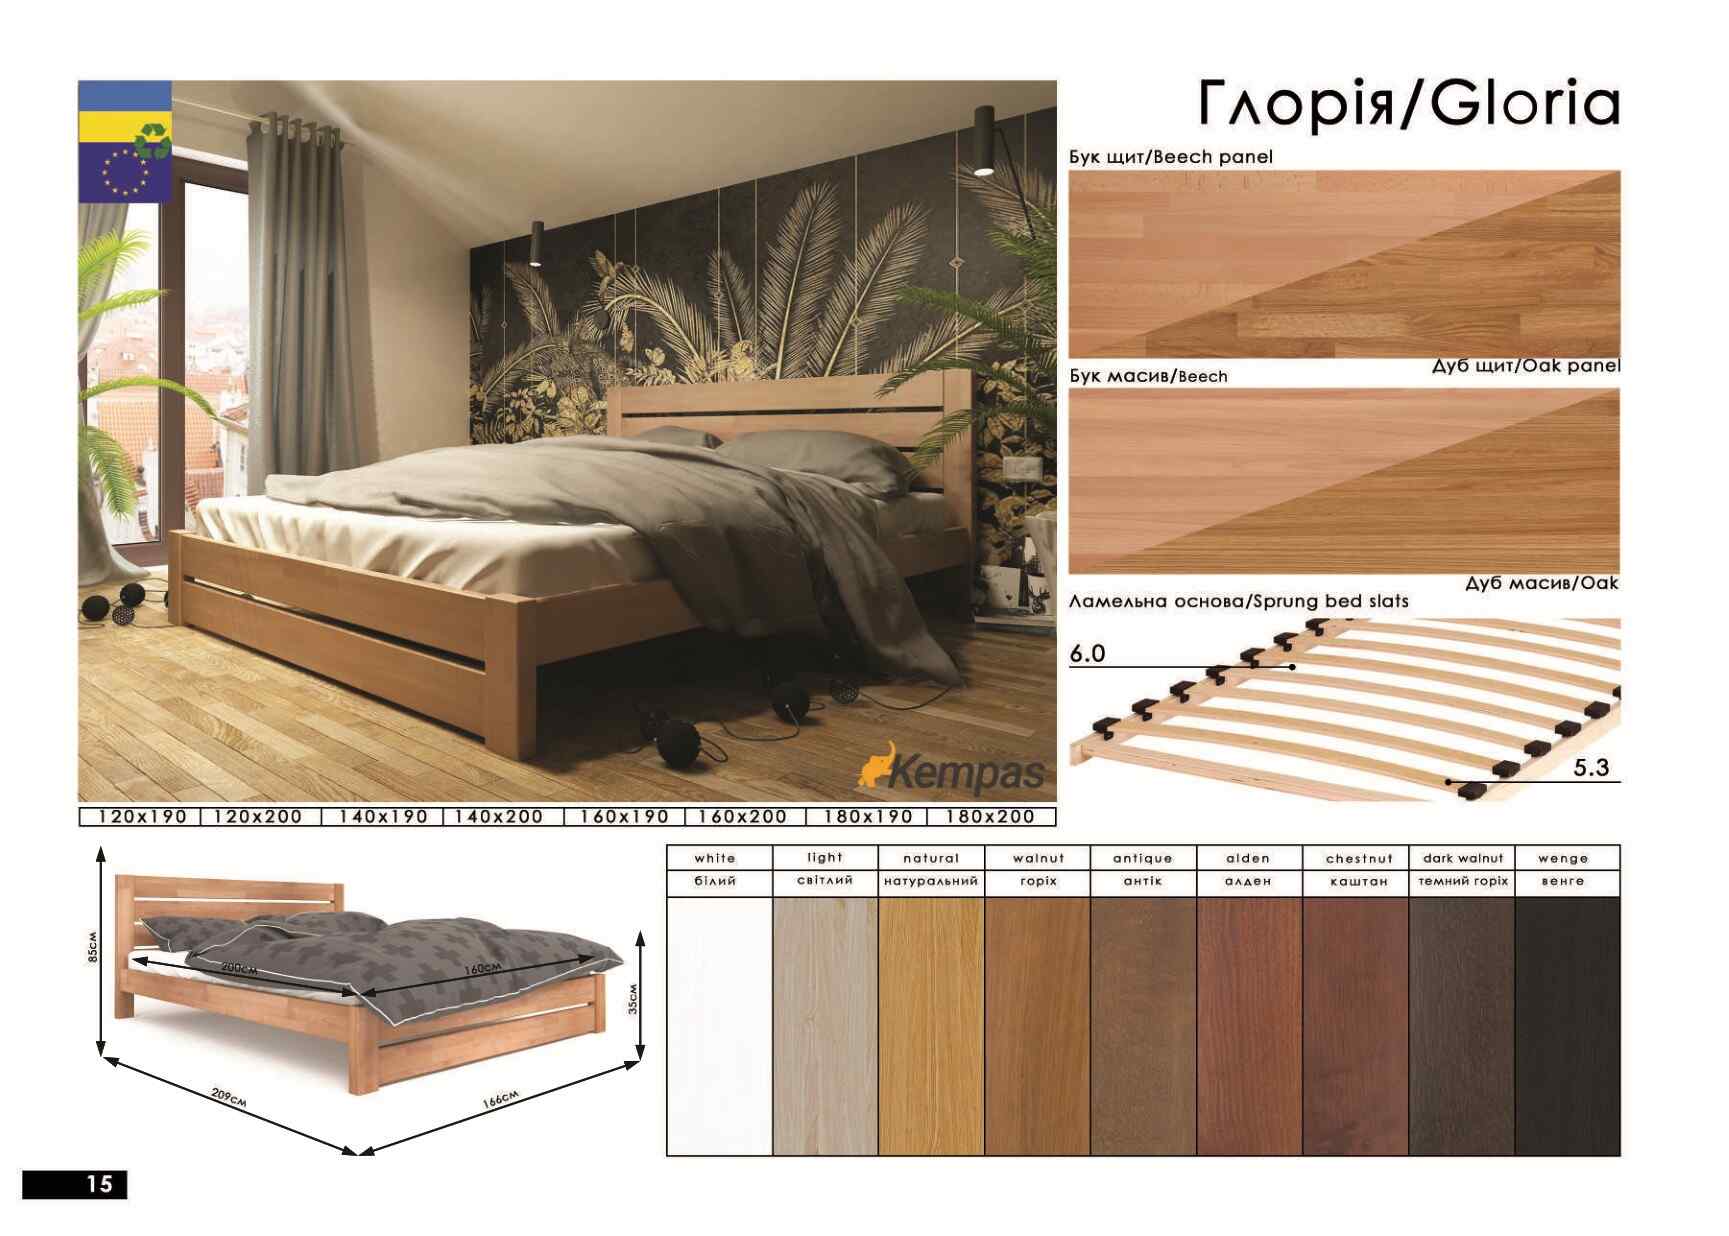 Глорія/Gloria
Бук щит/Beech panel
Дуб щит/Oak panel
Бук масив/Beech
Дуб масив/Oak
Ламельна основа/Sprung bed slats
6.0
5.3
Kempas
120x190 120x200 140x190 140x200 160x190 160x200 180x190 180x200
85см
200см
160см
35см
209см
166см
white light natural walnut antique alden chestnut dark walnut wenge
білий світлий натуральний горіх антік алден каштан темний горіх венге
15